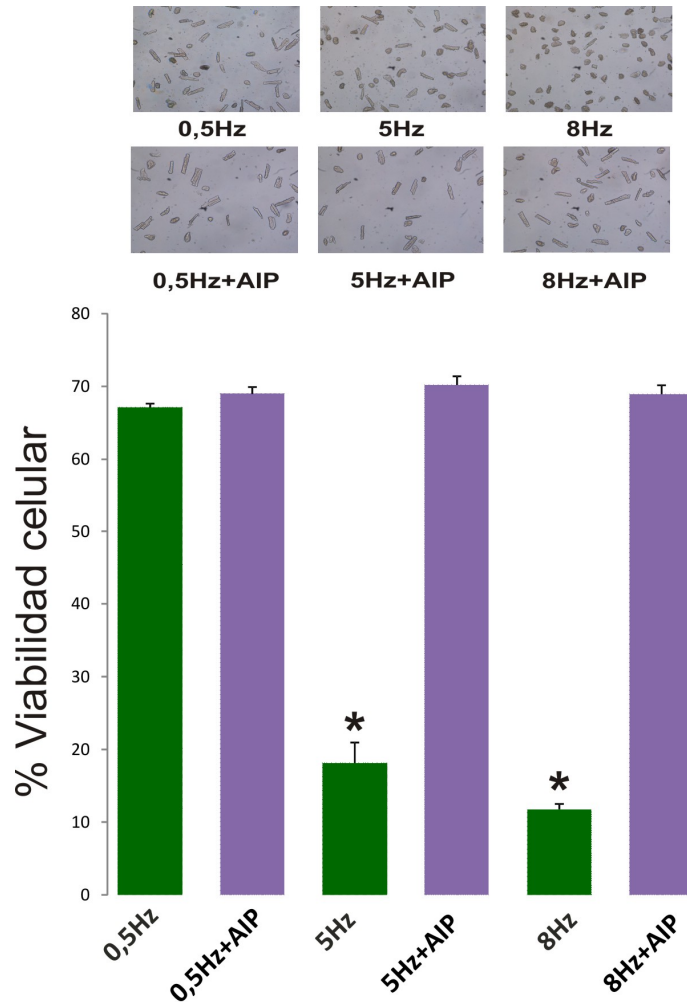 0,5Hz 5Hz 8Hz
0,5Hz+AIP 5Hz+AIP 8Hz+AIP
% Viabilidad celular
80
70
60
50
40
30
20
10
0
*
*
0,5Hz
0,5Hz+AIP
5Hz
5Hz+AIP
8Hz
8Hz+AIP